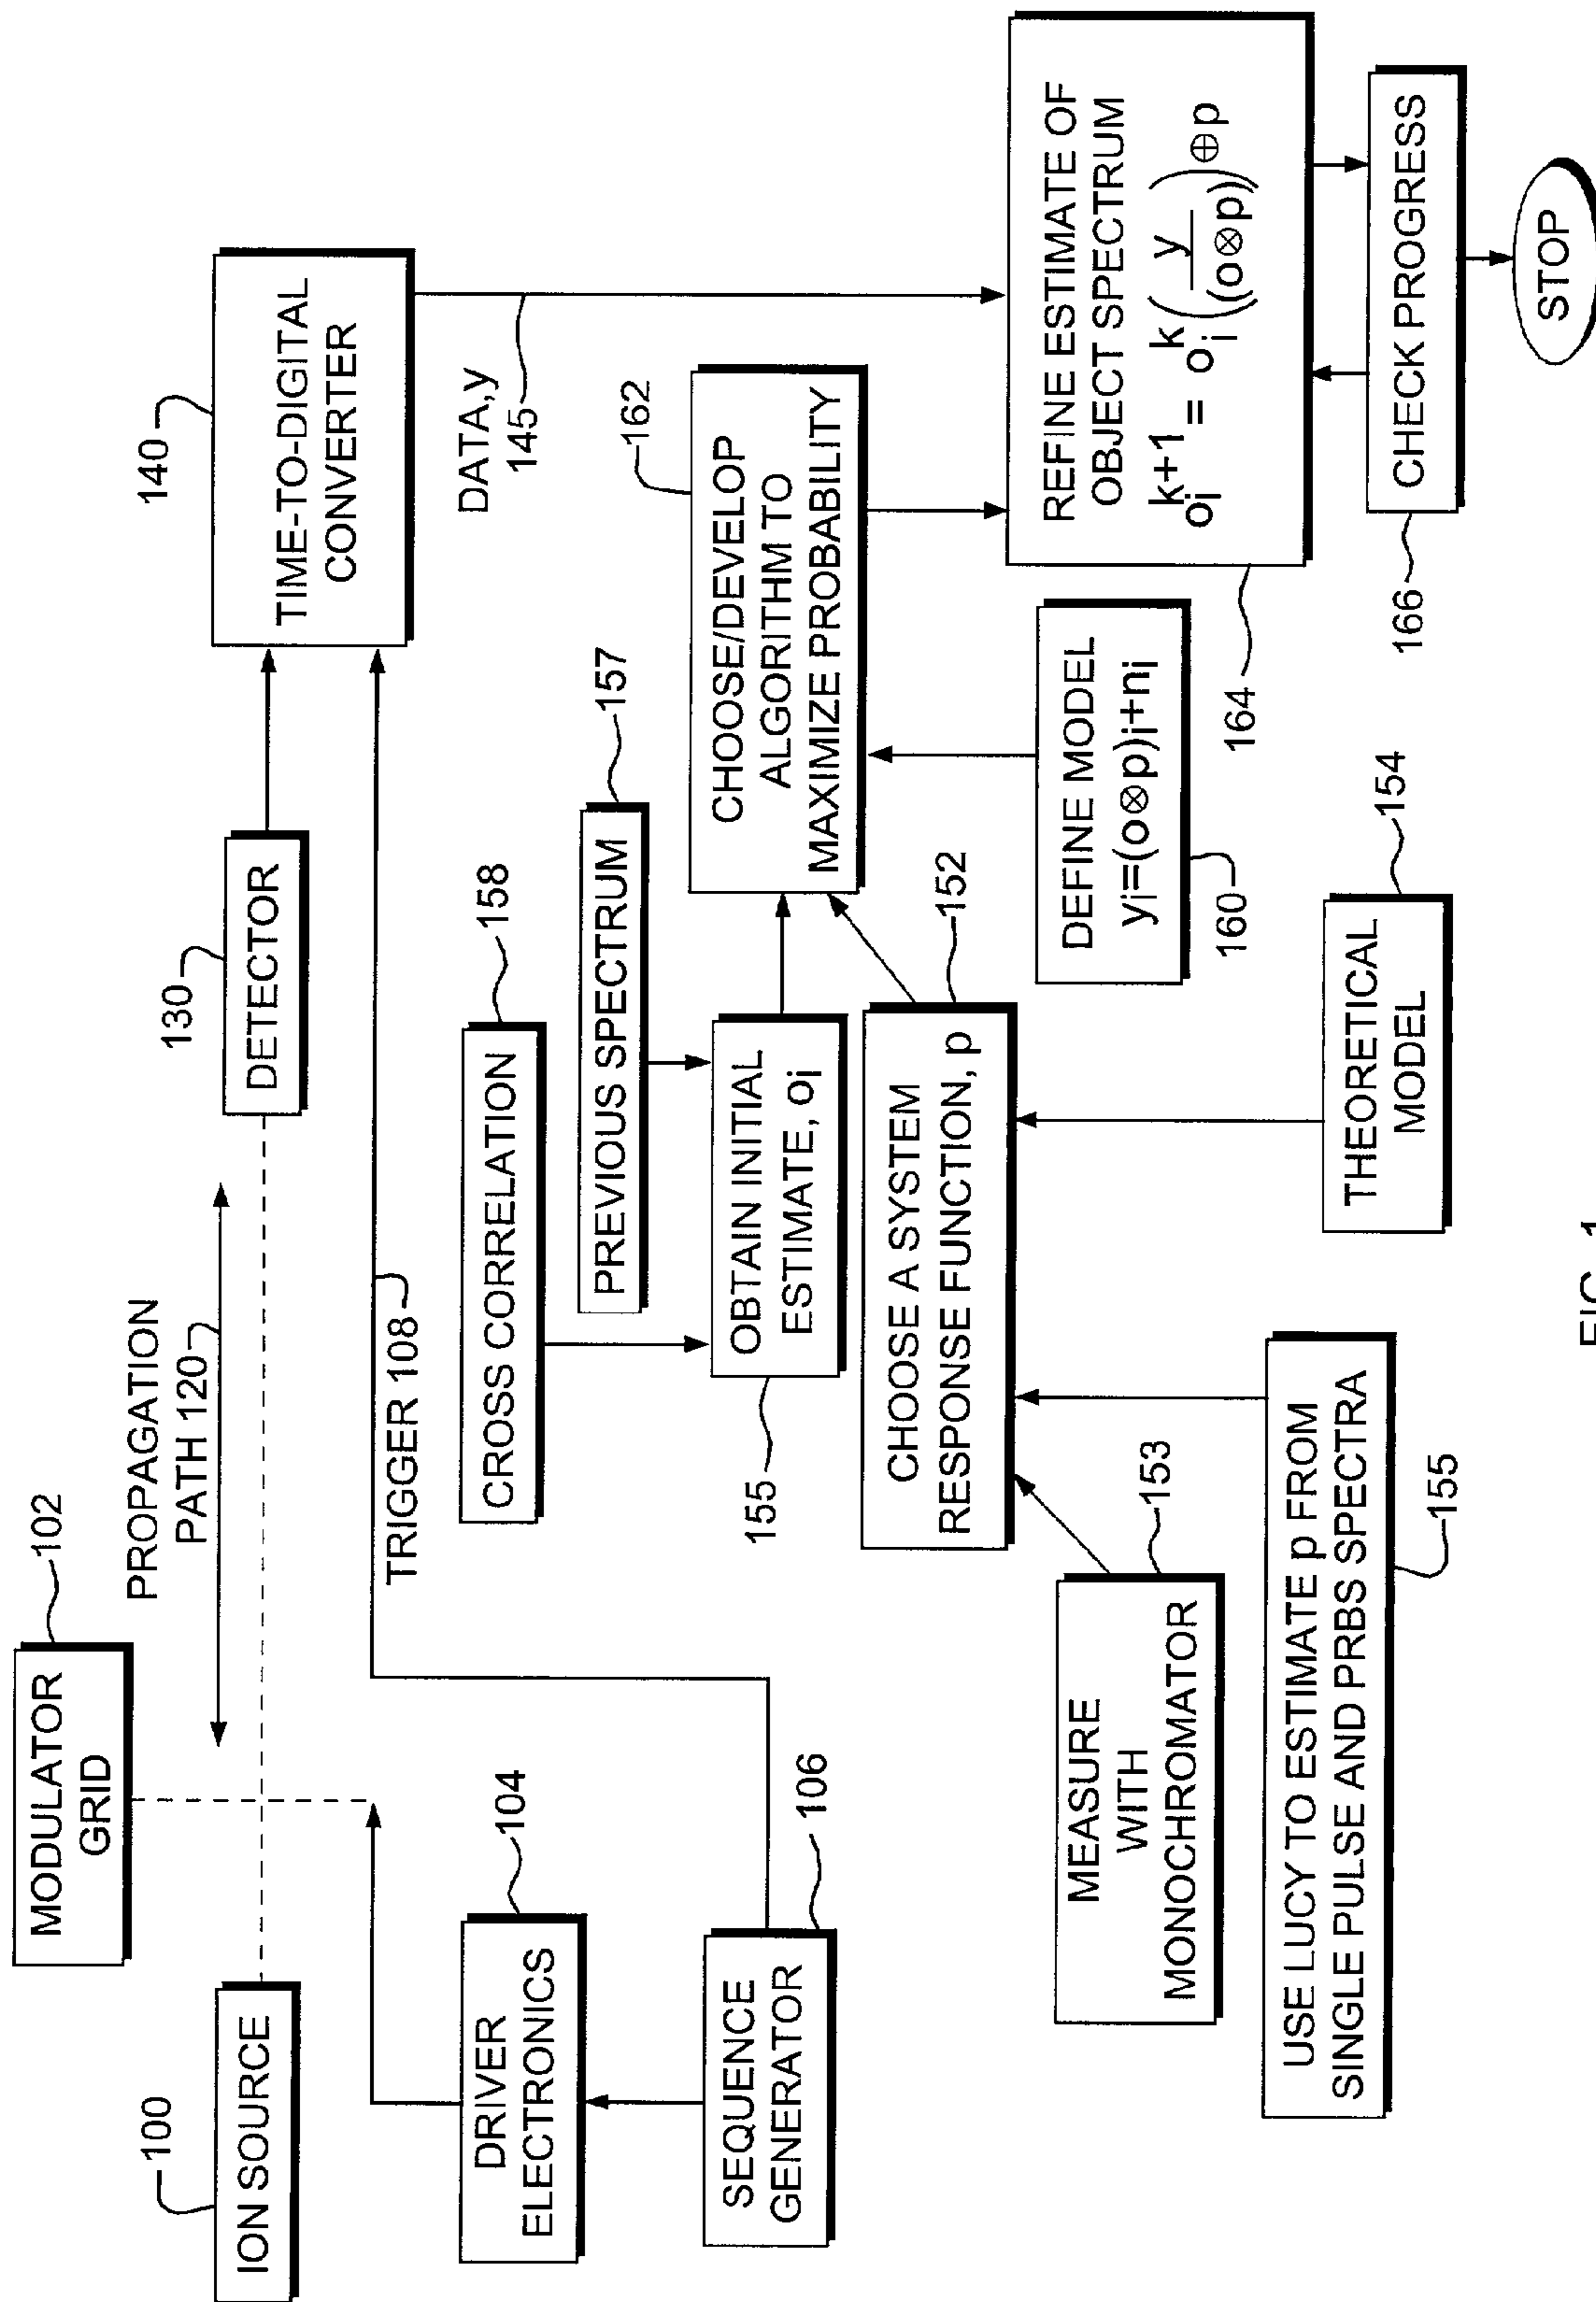 MODULATOR
GRID
102
PROPAGATION
PATH 120
100
ION SOURCE
130
DETECTOR
140
TIME-TO-DIGITAL
CONVERTER
TRIGGER 108
DRIVER
ELECTRONICS
104
SEQUENCE
GENERATOR
106
DATA,y
145
CROSS CORRELATION
158
PREVIOUS SPECTRUM
157
OBTAIN INITIAL
ESTIMATE, oi
155
CHOOSE/DEVELOP
ALGORITHM TO
MAXIMIZE PROBABILITY
162
CHOOSE A SYSTEM
RESPONSE FUNCTION, p
152
MEASURE
WITH
MONOCHROMATOR
153
USE LUCY TO ESTIMATE p FROM
SINGLE PULSE AND PRBS SPECTRA
155
THEORETICAL
MODEL
154
DEFINE MODEL
yi=(o⊗p)i+ni
160
REFINE ESTIMATE OF
OBJECT SPECTRUM
oi^k+1 = oi^k (y/(o⊗p)) ⊕ p
164
CHECK PROGRESS
166
STOP
FIG. 1